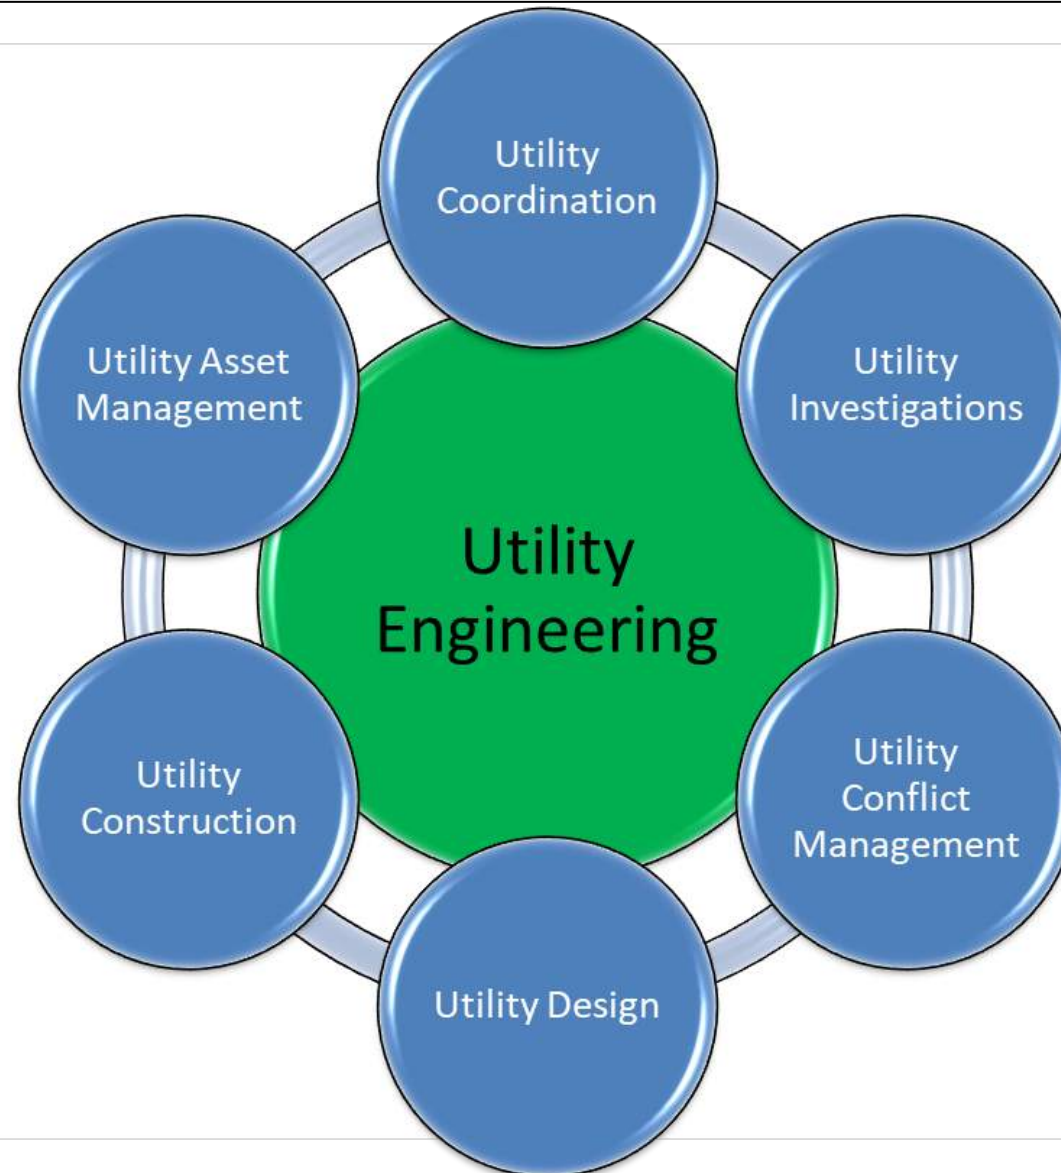 Utility
Coordination
Utility
Investigations
Utility
Conflict
Management
Utility Design
Utility
Construction
Utility Asset
Management
Utility
Engineering